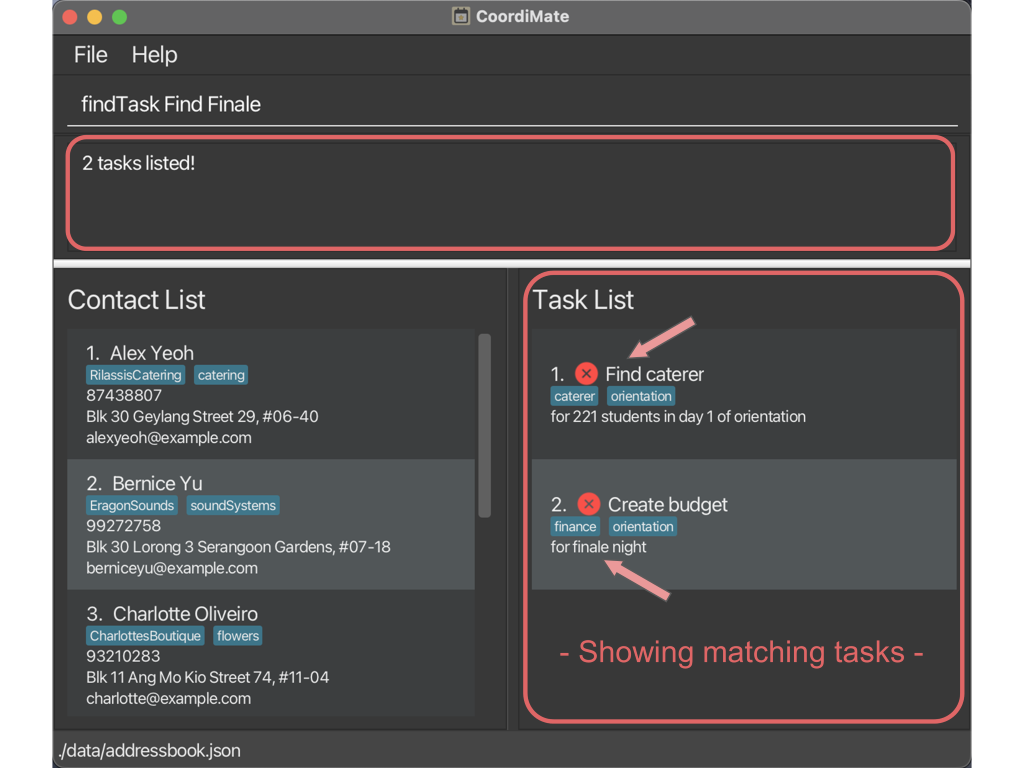 CoordiMate
File Help
findTask Find Finale
2 tasks listed!
Contact List
1. Alex Yeoh
RilassisCatering catering
87438807
Blk 30 Geylang Street 29, #06-40
alexyeoh@example.com
2. Bernice Yu
EragonSounds soundSystems
99272758
Blk 30 Lorong 3 Serangoon Gardens, #07-18
berniceyu@example.com
3. Charlotte Oliveiro
CharlottesBoutique flowers
93210283
Blk 11 Ang Mo Kio Street 74, #11-04
charlotte@example.com
Task List
1. Find caterer
caterer orientation
for 221 students in day 1 of orientation
2. Create budget
finance orientation
for finale night
- Showing matching tasks -
./data/addressbook.json